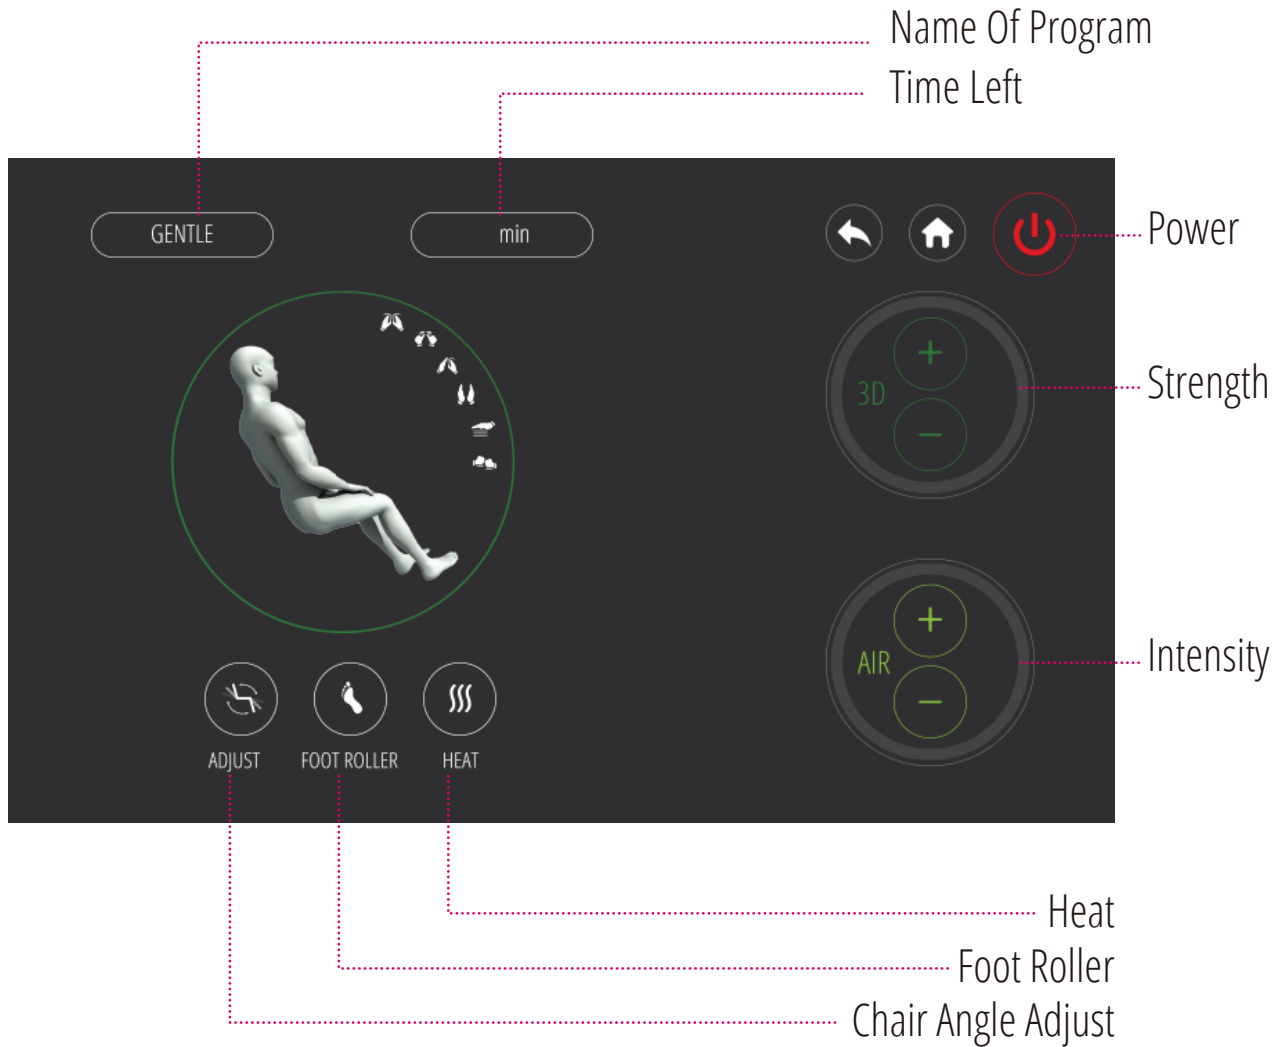 Name Of Program
Time Left
GENTLE
min
Power
3D
Strength
AIR
Intensity
ADJUST
FOOT ROLLER
HEAT
Heat
Foot Roller
Chair Angle Adjust